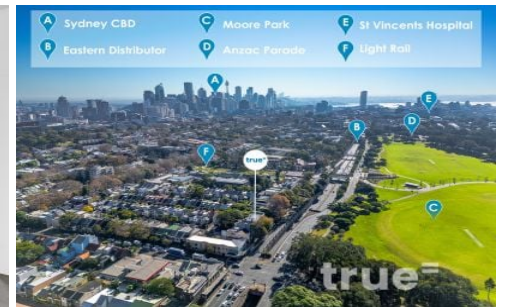 A Sydney CBD
C Moore Park
E St Vincents Hospital
B Eastern Distributor
D Anzac Parade
F Light Rail
A
E
D
B
F
true
C
true